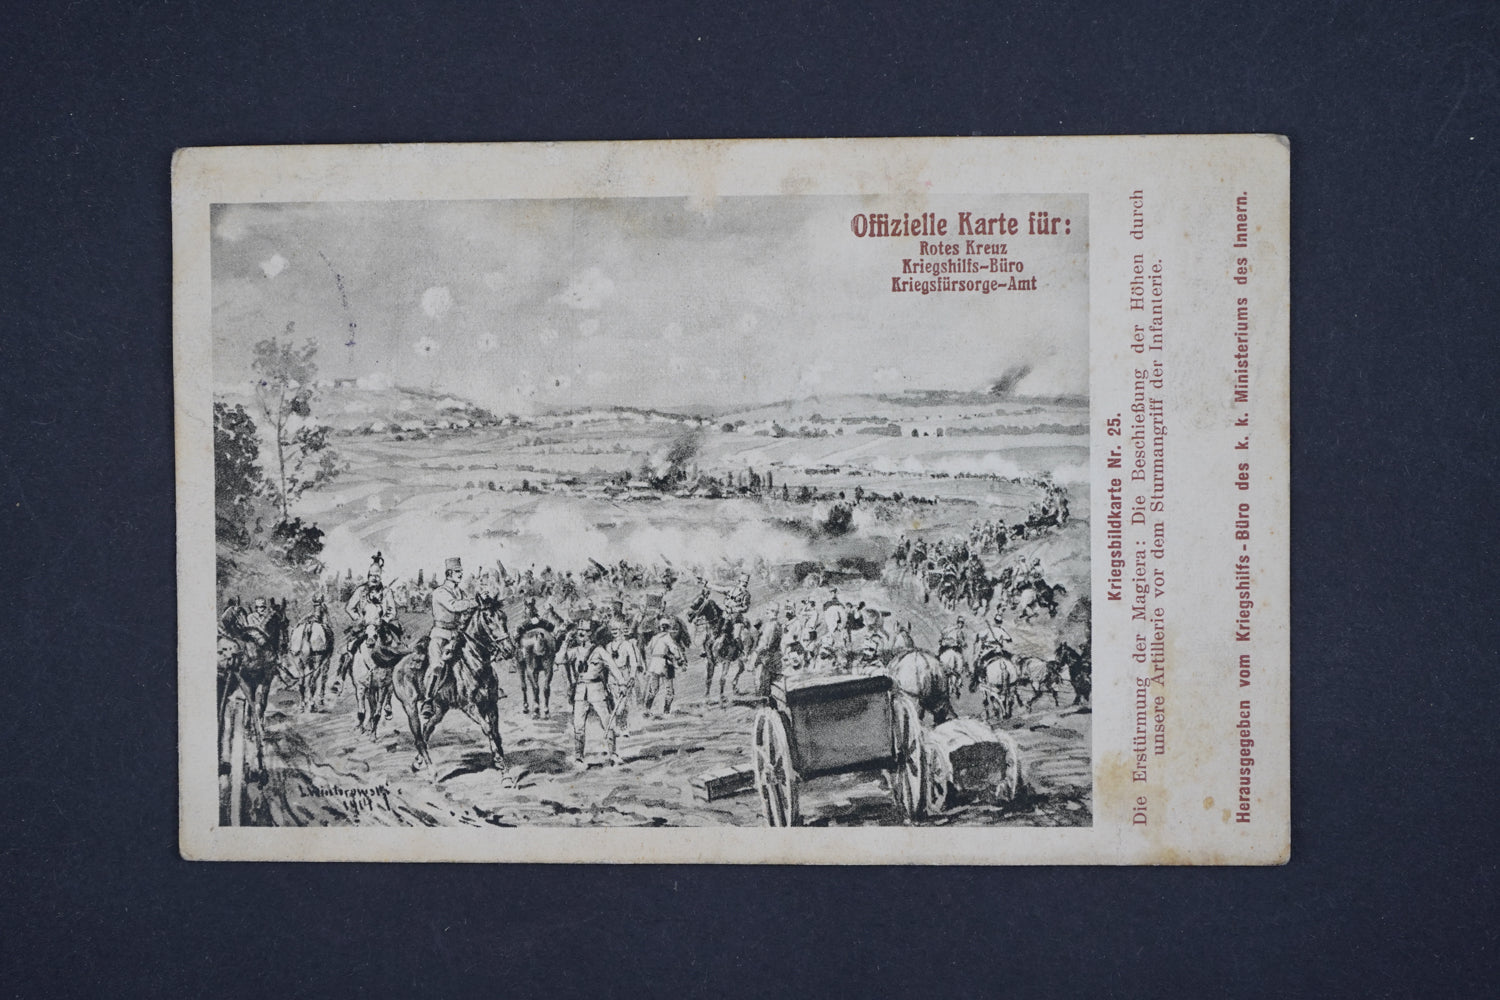 Offizielle Karte für:
Rotes Kreuz
Kriegshilfs-Büro
Kriegsfürsorge-Amt
Kriegsbildkarte Nr. 25.
Die Erstürmung der Magiera: Die Beschießung der Höhen durch
unsere Artillerie vor dem Sturmangriff der Infanterie.
Herausgegeben vom Kriegshilfs-Büro des k. k. Ministeriums des Innern.
1914